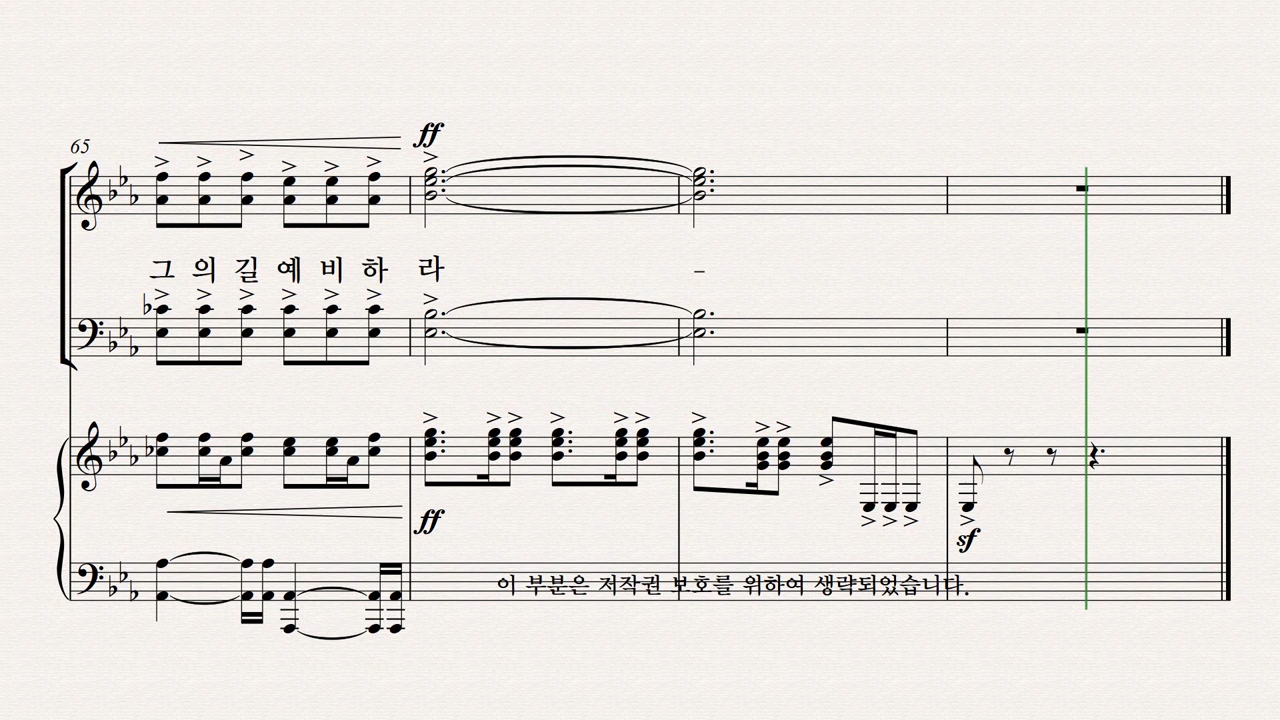 65
ff
그 의 길 예 비 하 라 -
ff
sf
이 부분은 저작권 보호를 위하여 생략되었습니다.